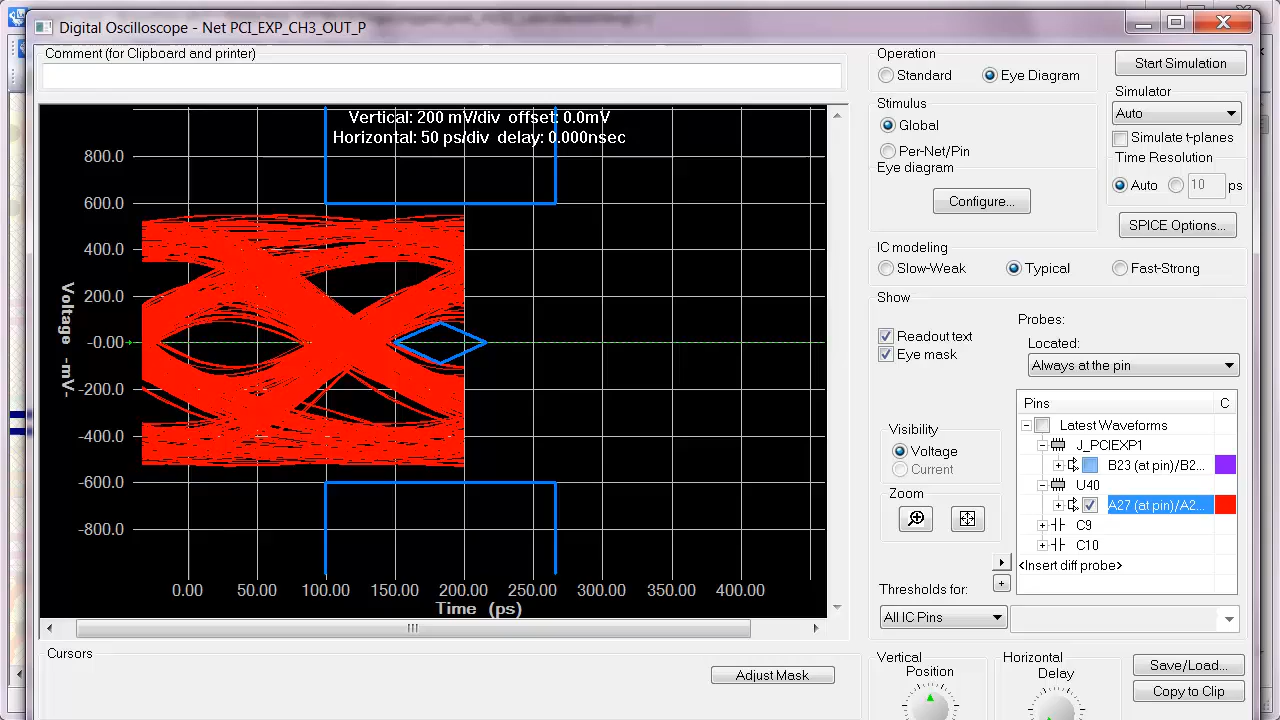 Digital Oscilloscope - Net PCI_EXP_CH3_OUT_P
Comment (for Clipboard and printer)
Vertical: 200 mV/div offset: 0.0mV
Horizontal: 50 ps/div delay: 0.000nsec
800.0
600.0
400.0
200.0
-0.00
-200.0
-400.0
-600.0
-800.0
Voltage -mV-
0.00 50.00 100.00 150.00 200.00 250.00 300.00 350.00 400.00
Time (ps)
Cursors
Adjust Mask
Operation
Standard Eye Diagram
Stimulus
Global
Per-Net/Pin
Eye diagram
Configure...
IC modeling
Slow-Weak Typical Fast-Strong
Show
Readout text
Eye mask
Probes:
Located:
Always at the pin
Pins C
Latest Waveforms
J_PCIEXP1
B23 (at pin)/B2...
U40
A27 (at pin)/A2...
C9
C10
<Insert diff probe>
Visibility
Voltage
Current
Zoom
Thresholds for:
All IC Pins
Vertical
Position
Horizontal
Delay
Start Simulation
Simulator
Auto
Simulate t-planes
Time Resolution
Auto 10 ps
SPICE Options...
Save/Load...
Copy to Clip